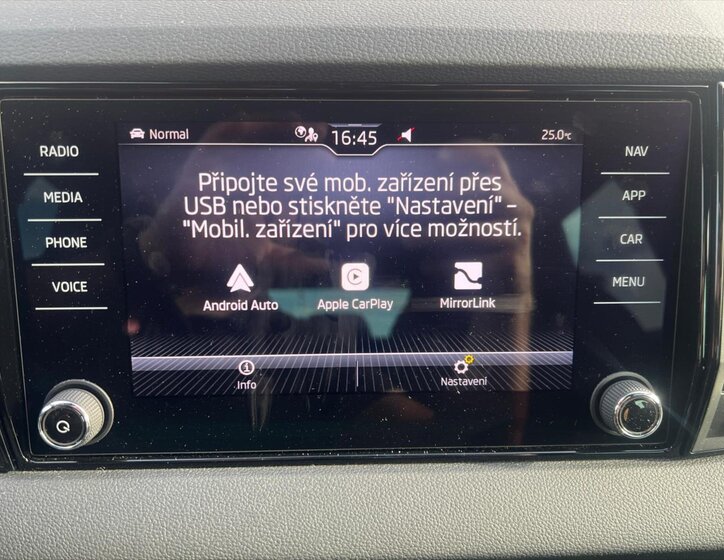 Normal 16:45 25.0°C
RADIO
MEDIA
PHONE
VOICE
Připojte své mob. zařízení přes
USB nebo stiskněte "Nastavení" –
"Mobil. zařízení" pro více možností.
Android Auto Apple CarPlay MirrorLink
Info Nastavení
NAV
APP
CAR
MENU